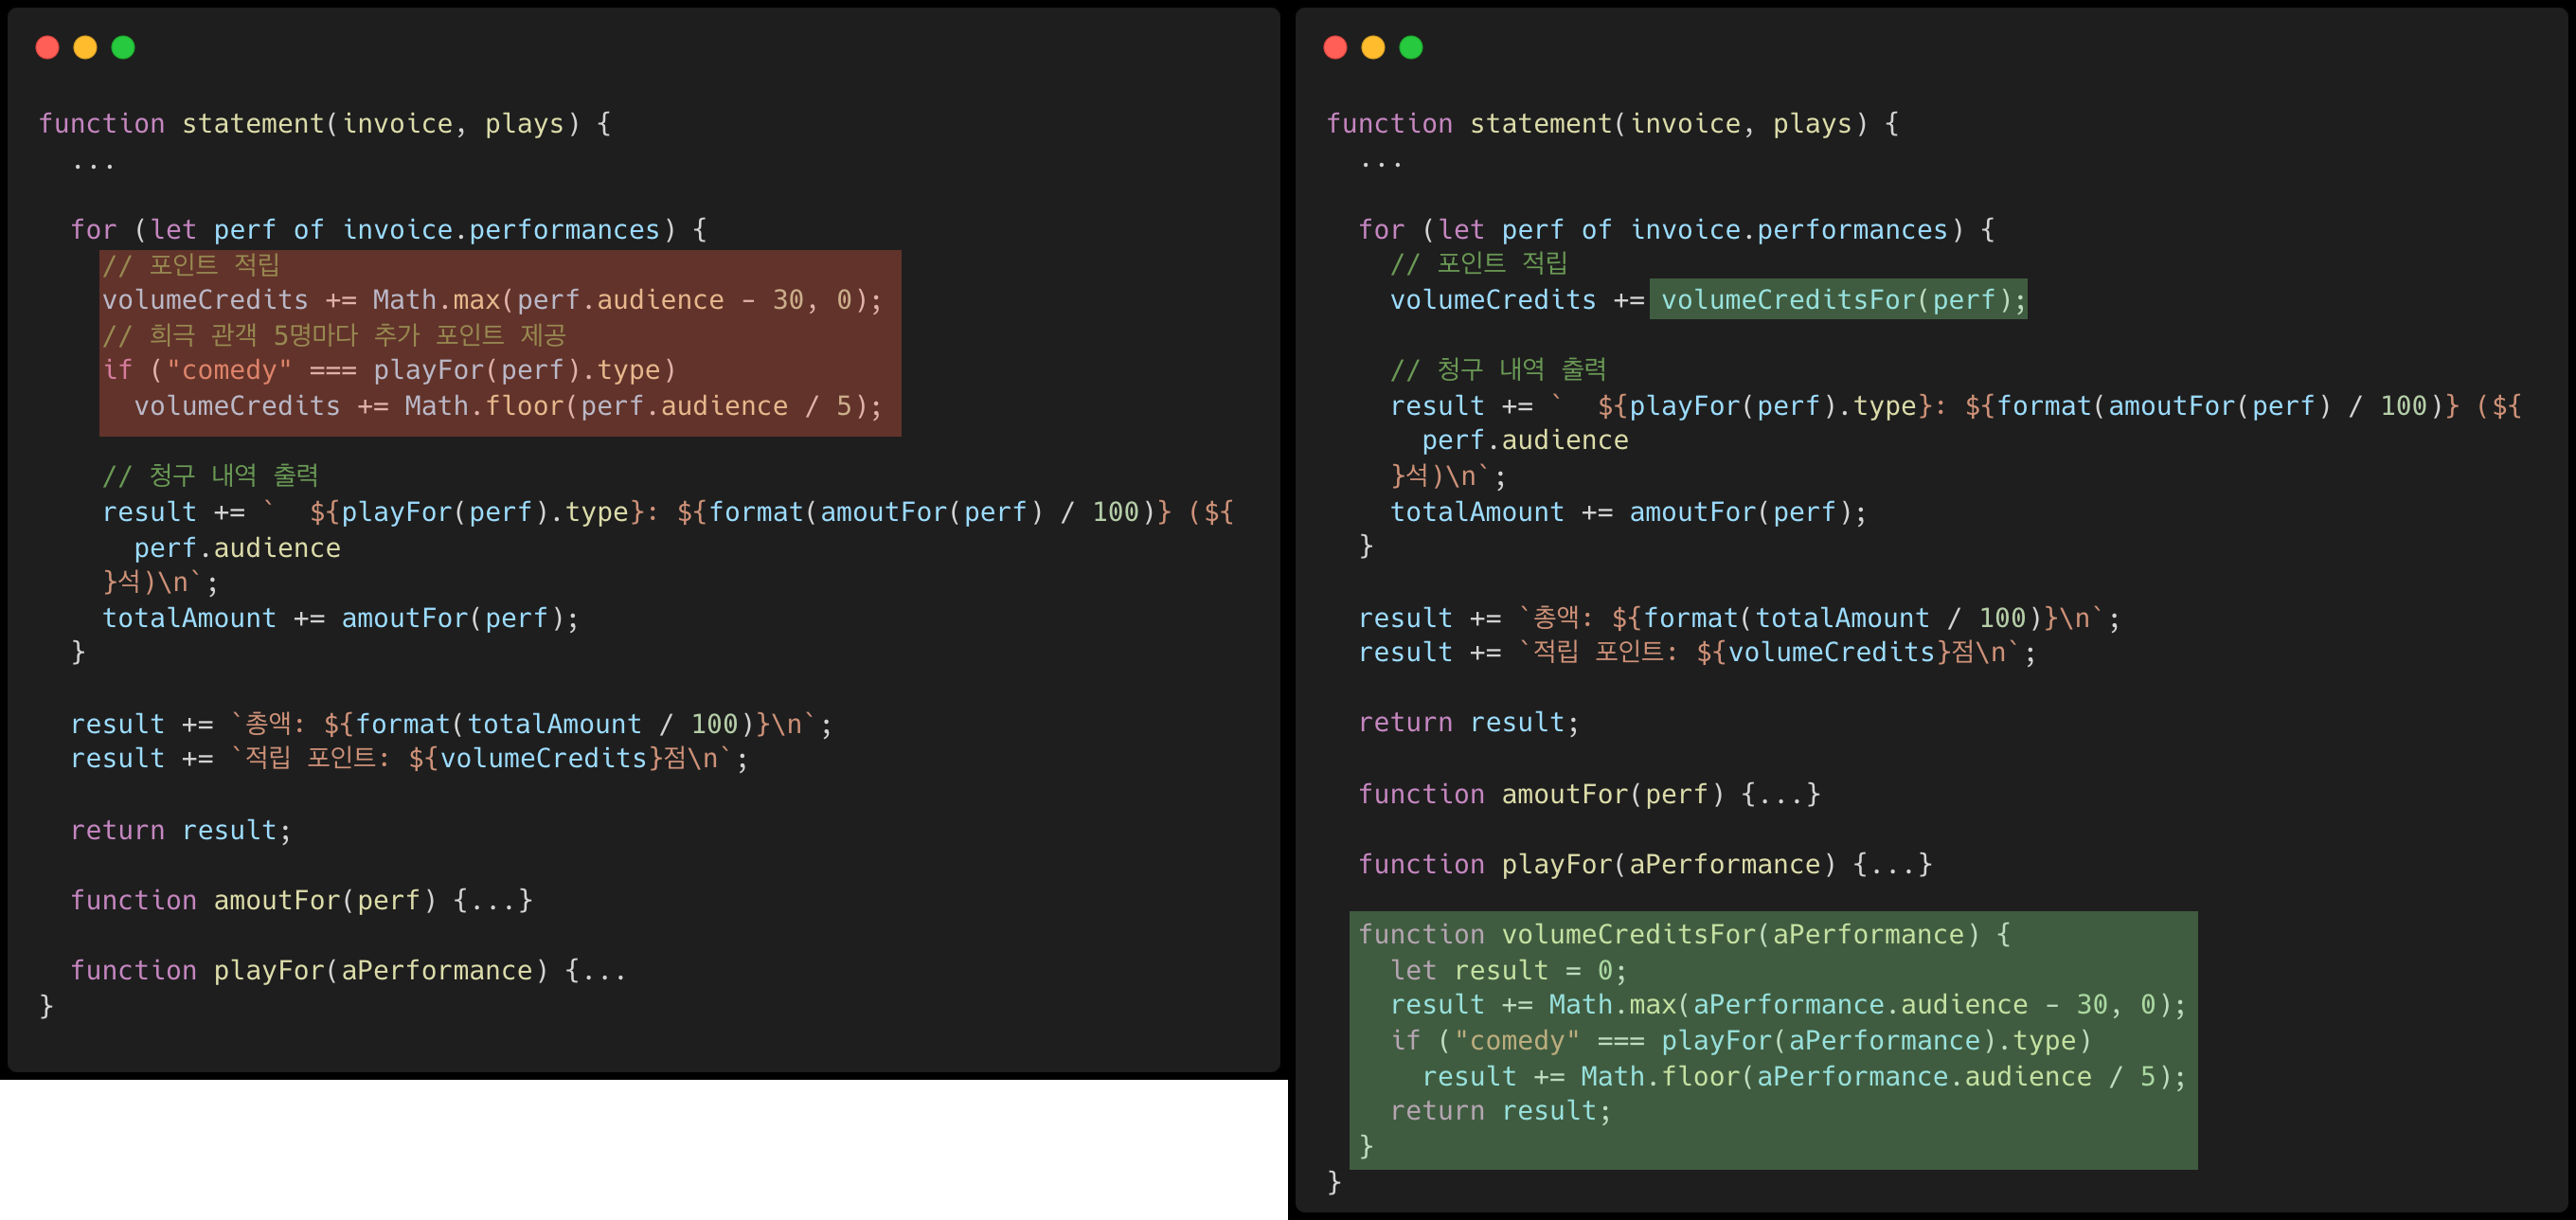 function statement(invoice, plays) {
  ...

  for (let perf of invoice.performances) {
    // 포인트 적립
    volumeCredits += Math.max(perf.audience - 30, 0);
    // 희극 관객 5명마다 추가 포인트 제공
    if ("comedy" === playFor(perf).type)
      volumeCredits += Math.floor(perf.audience / 5);

    // 청구 내역 출력
    result += `  ${playFor(perf).type}: ${format(amoutFor(perf) / 100)} (${
      perf.audience
    }석)\n`;
    totalAmount += amoutFor(perf);
  }

  result += `총액: ${format(totalAmount / 100)}\n`;
  result += `적립 포인트: ${volumeCredits}점\n`;

  return result;

  function amoutFor(perf) {...}

  function playFor(aPerformance) {...
}

function statement(invoice, plays) {
  ...

  for (let perf of invoice.performances) {
    // 포인트 적립
    volumeCredits += volumeCreditsFor(perf);

    // 청구 내역 출력
    result += `  ${playFor(perf).type}: ${format(amoutFor(perf) / 100)} (${
      perf.audience
    }석)\n`;
    totalAmount += amoutFor(perf);
  }

  result += `총액: ${format(totalAmount / 100)}\n`;
  result += `적립 포인트: ${volumeCredits}점\n`;

  return result;

  function amoutFor(perf) {...}

  function playFor(aPerformance) {...}

  function volumeCreditsFor(aPerformance) {
    let result = 0;
    result += Math.max(aPerformance.audience - 30, 0);
    if ("comedy" === playFor(aPerformance).type)
      result += Math.floor(aPerformance.audience / 5);
    return result;
  }
}